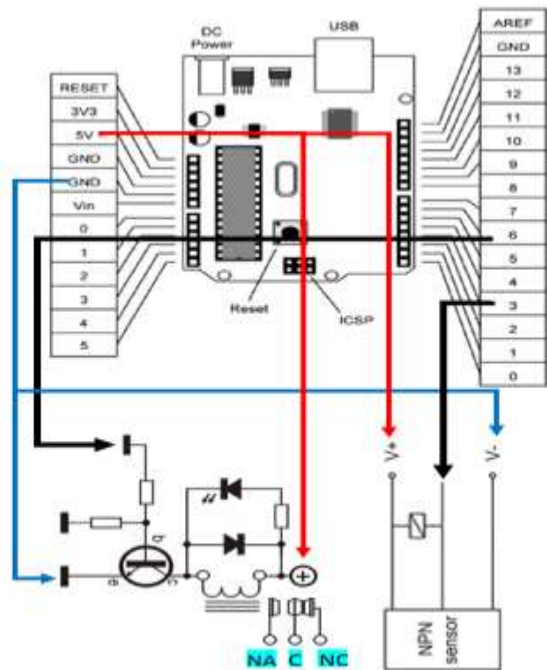 DC
Power
USB
RESET
3V3
5V
GND
GND
Vin
0
1
2
3
4
5
AREF
GND
13
12
11
10
9
8
7
6
5
4
3
2
1
0
Reset
ICSP
V+
V-
b
e
c
NA
C
NC
NPN
sensor